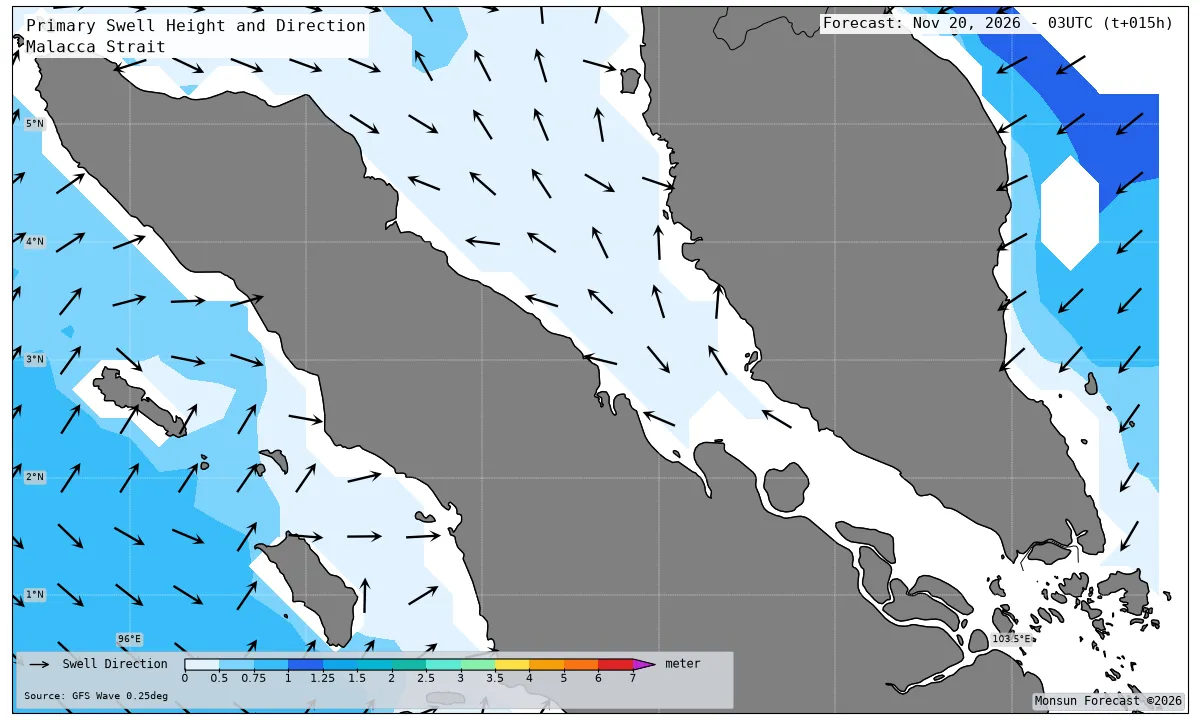 Primary Swell Height and Direction
Malacca Strait
Forecast: Nov 20, 2026 - 03UTC (t+015h)
5°N
4°N
3°N
2°N
1°N
96°E
103.5°E
Swell Direction
meter
0 0.5 0.75 1 1.25 1.5 2 2.5 3 3.5 4 5 6 7
Source: GFS Wave 0.25deg
Monsun Forecast ©2026